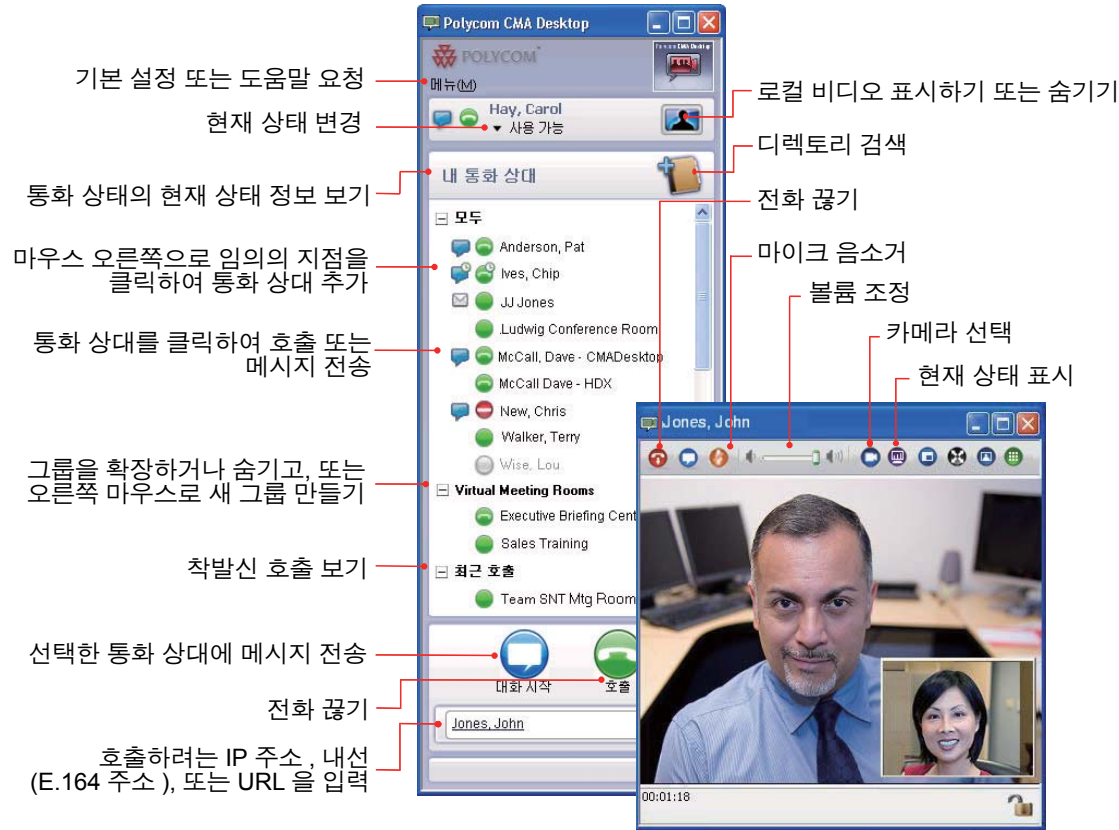 Polycom CMA Desktop
POLYCOM
메뉴(M)
Hay, Carol
사용 가능
내 통화 상대
모두
Anderson, Pat
Ives, Chip
JJ Jones
Ludwig Conference Room
McCall, Dave - CMADesktop
McCall Dave - HDX
New, Chris
Walker, Terry
Wise, Lou
Virtual Meeting Rooms
Executive Briefing Cent
Sales Training
최근 호출
Team SNT Mtg Room
대화 시작
호출
Jones, John
기본 설정 또는 도움말 요청
현재 상태 변경
통화 상태의 현재 상태 정보 보기
마우스 오른쪽으로 임의의 지점을
클릭하여 통화 상대 추가
통화 상대를 클릭하여 호출 또는
메시지 전송
그룹을 확장하거나 숨기고, 또는
오른쪽 마우스로 새 그룹 만들기
착발신 호출 보기
선택한 통화 상대에 메시지 전송
전화 끊기
호출하려는 IP 주소 , 내선
(E.164 주소 ), 또는 URL 을 입력
로컬 비디오 표시하기 또는 숨기기
디렉토리 검색
전화 끊기
마이크 음소거
볼륨 조정
카메라 선택
현재 상태 표시
Jones, John
00:01:18